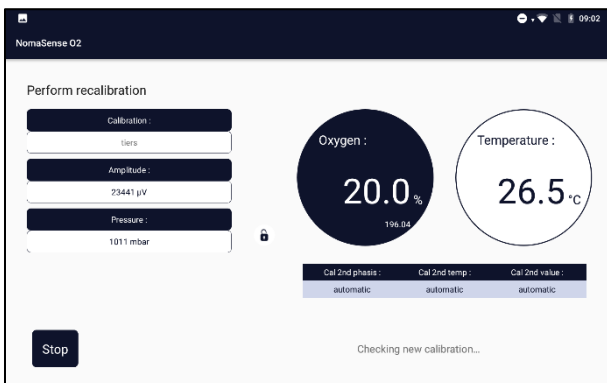 09:02
NomaSense O2
Perform recalibration
Calibration :
tiers
Amplitude :
23441 µV
Pressure :
1011 mbar
Oxygen :
20.0 %
196.04
Temperature :
26.5 °C
Cal 2nd phasis : Cal 2nd temp : Cal 2nd value :
automatic automatic automatic
Stop
Checking new calibration...